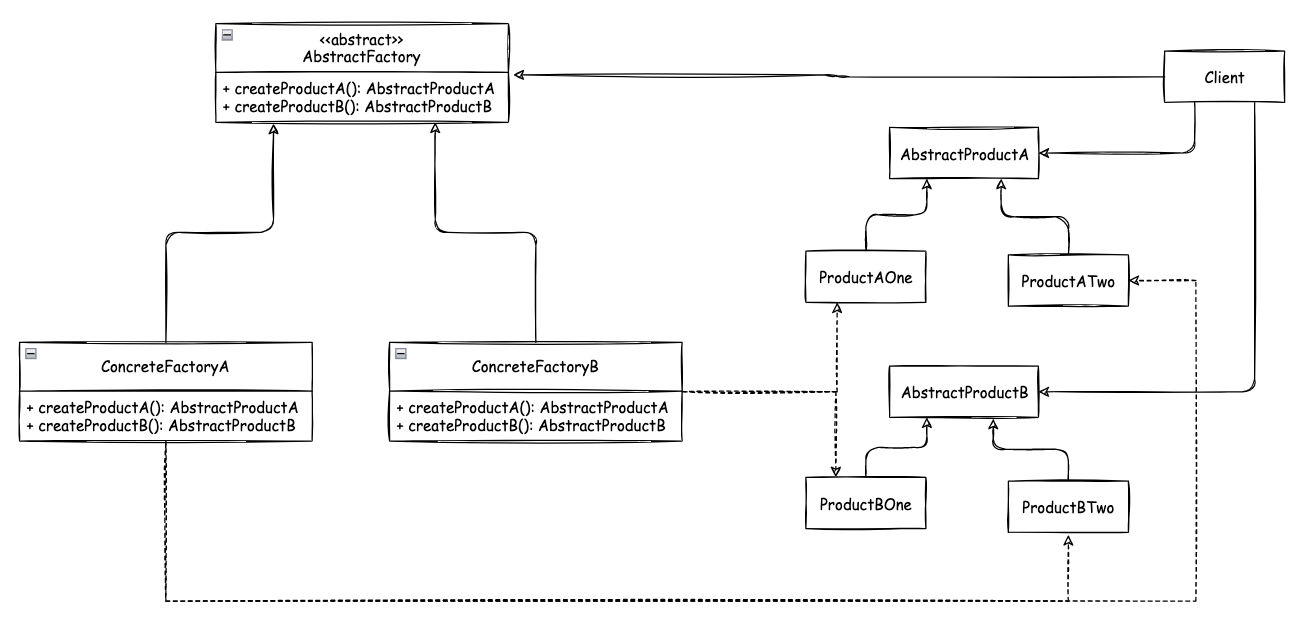 <<abstract>>
AbstractFactory
+ createProductA(): AbstractProductA
+ createProductB(): AbstractProductB
Client
AbstractProductA
ProductAOne
ProductATwo
ConcreteFactoryA
+ createProductA(): AbstractProductA
+ createProductB(): AbstractProductB
ConcreteFactoryB
+ createProductA(): AbstractProductA
+ createProductB(): AbstractProductB
AbstractProductB
ProductBOne
ProductBTwo